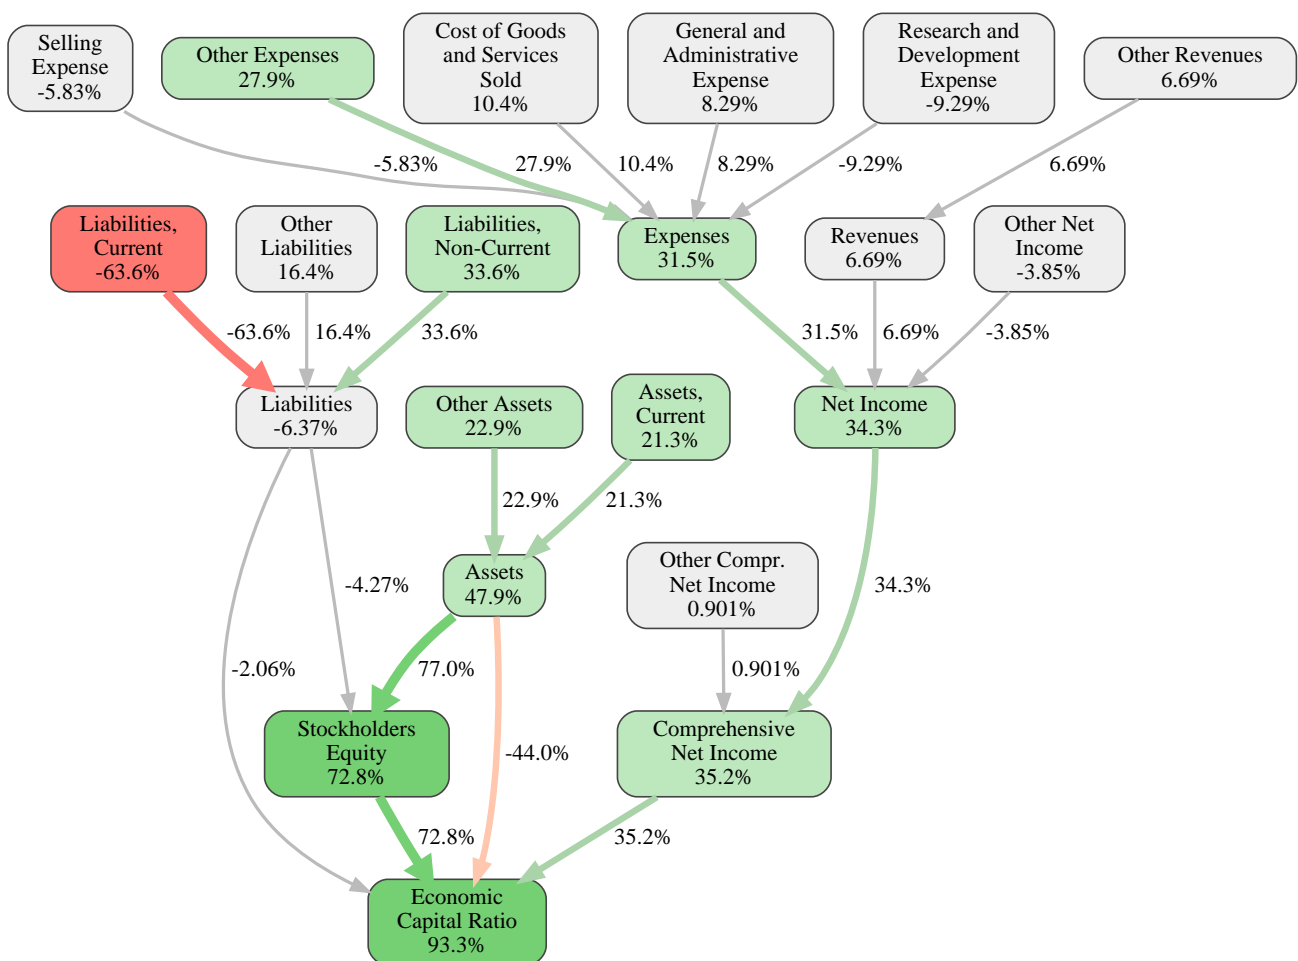 Selling
Expense
-5.83%
Other Expenses
27.9%
Cost of Goods
and Services
Sold
10.4%
General and
Administrative
Expense
8.29%
Research and
Development
Expense
-9.29%
Other Revenues
6.69%
-5.83%
27.9%
10.4%
8.29%
-9.29%
6.69%
Liabilities,
Current
-63.6%
Other
Liabilities
16.4%
Liabilities,
Non-Current
33.6%
Expenses
31.5%
Revenues
6.69%
Other Net
Income
-3.85%
-63.6%
16.4%
33.6%
31.5%
6.69%
-3.85%
Liabilities
-6.37%
Other Assets
22.9%
Assets,
Current
21.3%
Net Income
34.3%
22.9%
21.3%
Assets
47.9%
Other Compr.
Net Income
0.901%
-4.27%
34.3%
-2.06%
77.0%
0.901%
Stockholders
Equity
72.8%
-44.0%
Comprehensive
Net Income
35.2%
72.8%
35.2%
Economic
Capital Ratio
93.3%